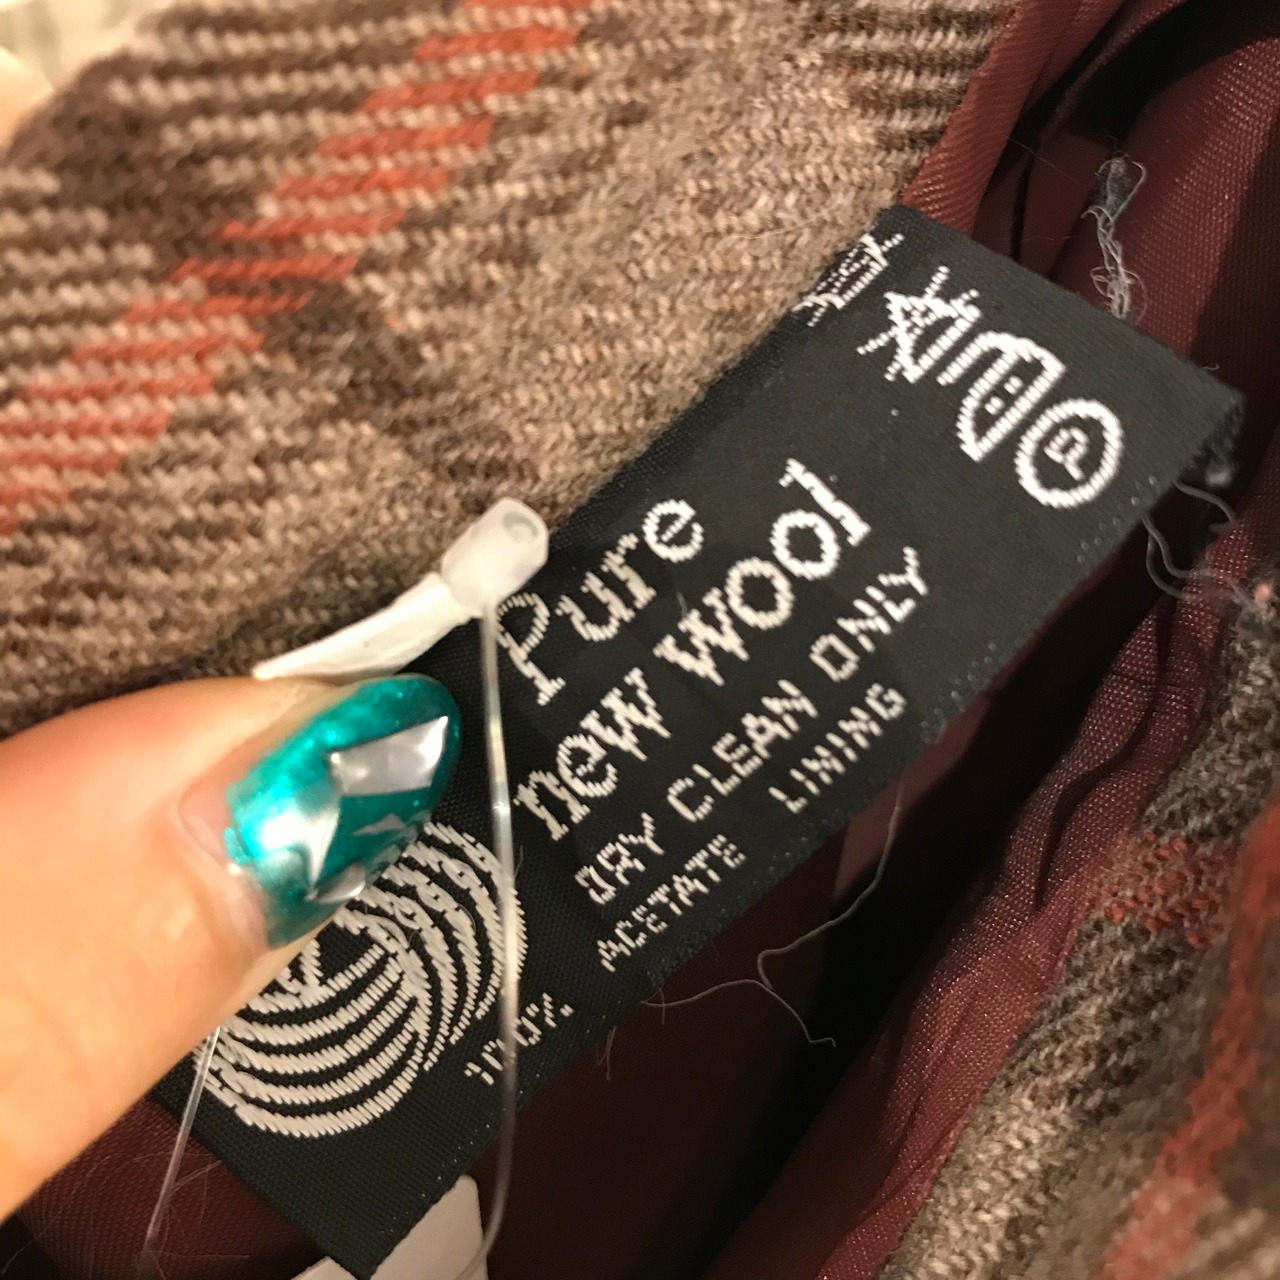 Pure
new wool
DRY CLEAN ONLY
100% ACETATE LINING
P